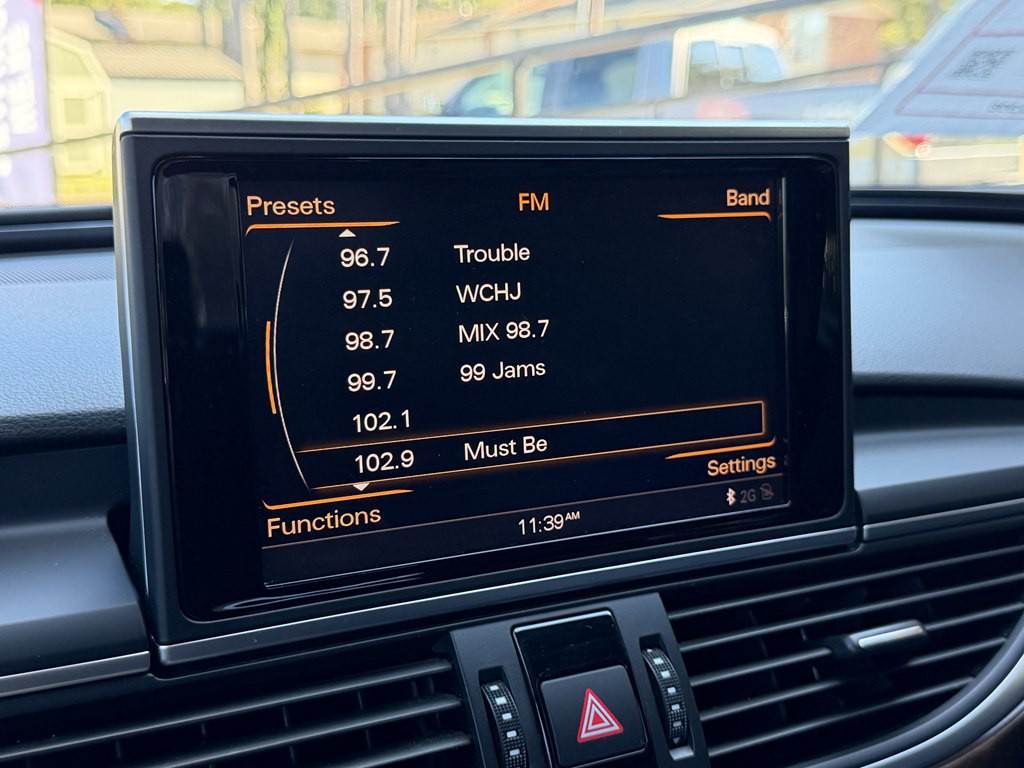 Presets FM Band
96.7 Trouble
97.5 WCHJ
98.7 MIX 98.7
99.7 99 Jams
102.1
102.9 Must Be
Settings
Functions 11:39AM 2G